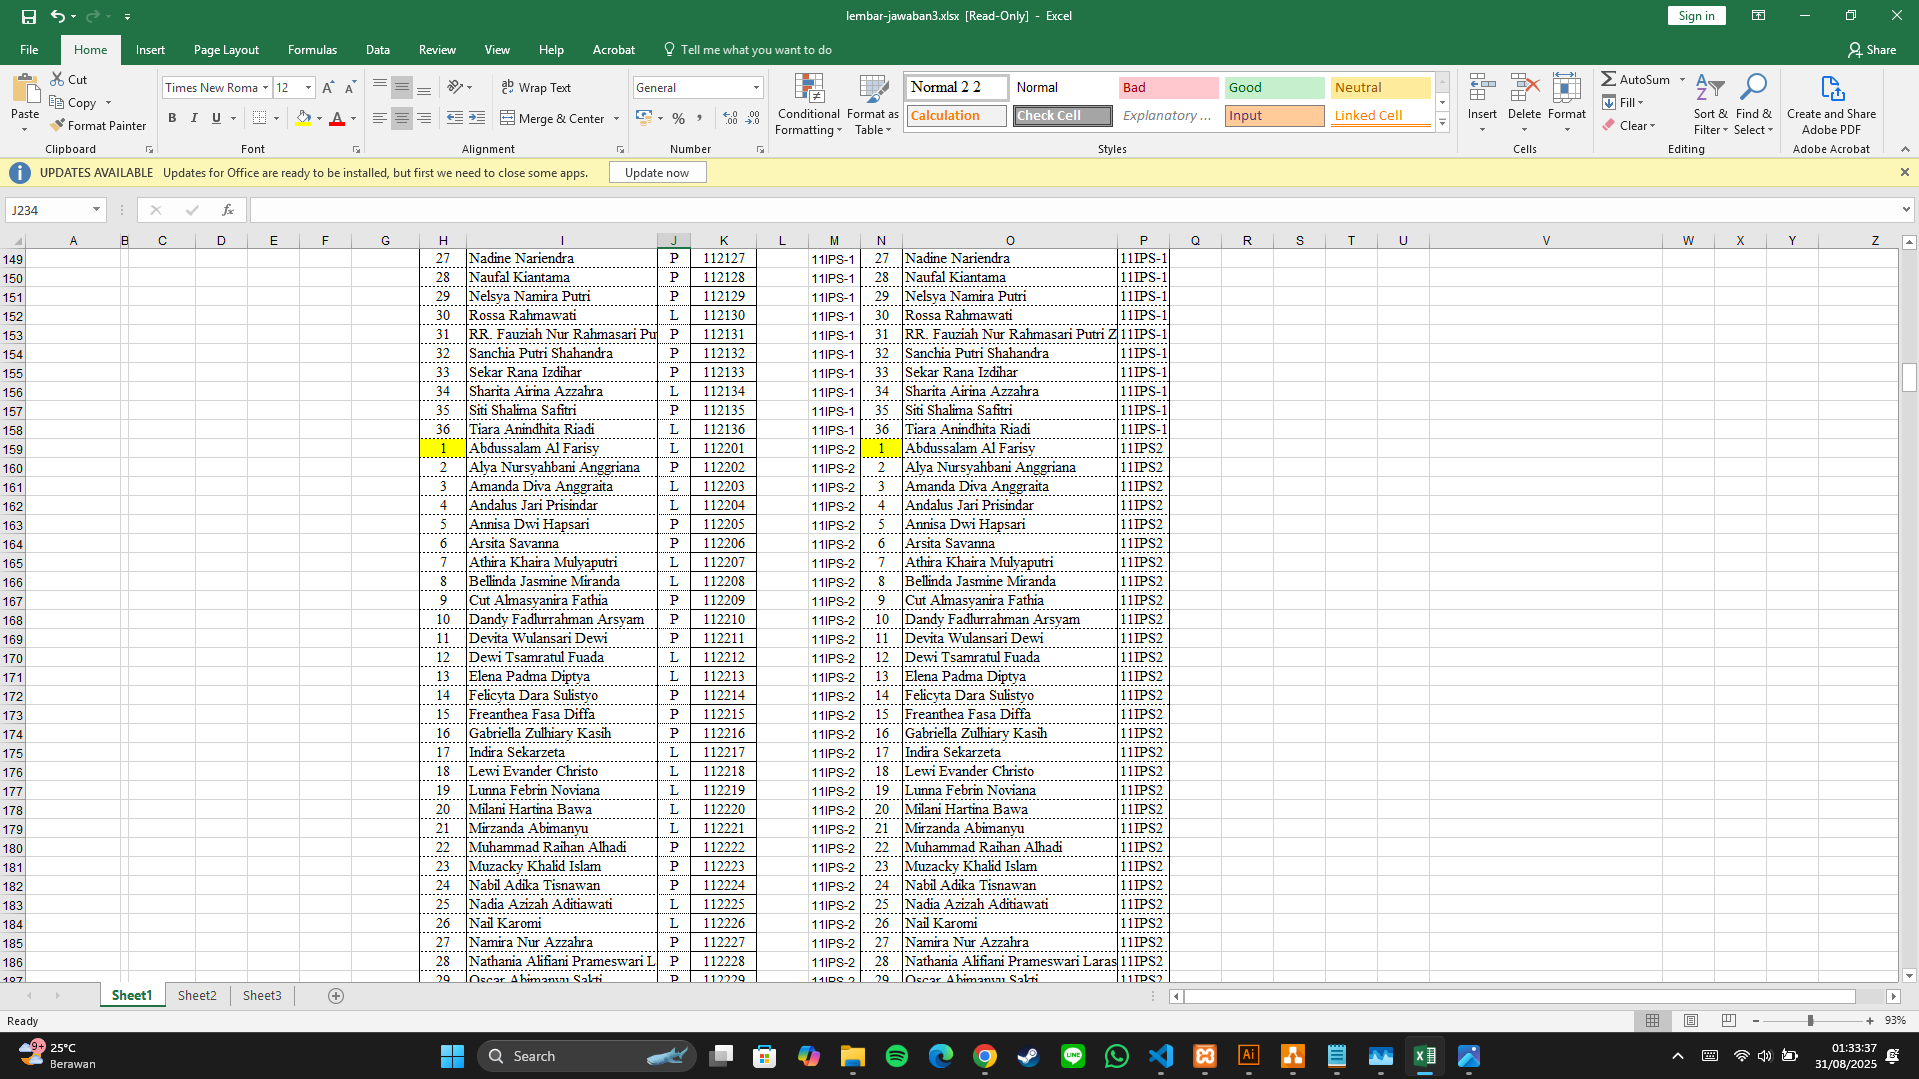 lembar-jawaban3.xlsx [Read-Only] - Excel
Sign in
File Home Insert Page Layout Formulas Data Review View Help Acrobat Tell me what you want to do Share
Paste Cut Copy Format Painter Clipboard
Times New Roma 12 B I U Font
Wrap Text Merge & Center Alignment
General % , Number
Conditional Formatting Format as Table
Normal 2 2 Normal Bad Good Neutral
Calculation Check Cell Explanatory ... Input Linked Cell
Styles
Insert Delete Format Cells
AutoSum Fill Clear Sort & Filter Find & Select Editing
Create and Share Adobe PDF Adobe Acrobat
UPDATES AVAILABLE Updates for Office are ready to be installed, but first we need to close some apps. Update now
J234 fx
A B C D E F G H I J K L M N O P Q R S T U V W X Y Z
149 27 Nadine Nariendra P 112127 11IPS-1 27 Nadine Nariendra 11IPS-1
150 28 Naufal Kiantama P 112128 11IPS-1 28 Naufal Kiantama 11IPS-1
151 29 Nelsya Namira Putri P 112129 11IPS-1 29 Nelsya Namira Putri 11IPS-1
152 30 Rossa Rahmawati L 112130 11IPS-1 30 Rossa Rahmawati 11IPS-1
153 31 RR. Fauziah Nur Rahmasari Pu P 112131 11IPS-1 31 RR. Fauziah Nur Rahmasari Putri Z 11IPS-1
154 32 Sanchia Putri Shahandra P 112132 11IPS-1 32 Sanchia Putri Shahandra 11IPS-1
155 33 Sekar Rana Izdihar P 112133 11IPS-1 33 Sekar Rana Izdihar 11IPS-1
156 34 Sharita Airina Azzahra L 112134 11IPS-1 34 Sharita Airina Azzahra 11IPS-1
157 35 Siti Shalima Safitri P 112135 11IPS-1 35 Siti Shalima Safitri 11IPS-1
158 36 Tiara Anindhita Riadi L 112136 11IPS-1 36 Tiara Anindhita Riadi 11IPS-1
159 1 Abdussalam Al Farisy L 112201 11IPS-2 1 Abdussalam Al Farisy 11IPS2
160 2 Alya Nursyahbani Anggriana P 112202 11IPS-2 2 Alya Nursyahbani Anggriana 11IPS2
161 3 Amanda Diva Anggraita L 112203 11IPS-2 3 Amanda Diva Anggraita 11IPS2
162 4 Andalus Jari Prisindar L 112204 11IPS-2 4 Andalus Jari Prisindar 11IPS2
163 5 Annisa Dwi Hapsari P 112205 11IPS-2 5 Annisa Dwi Hapsari 11IPS2
164 6 Arsita Savanna P 112206 11IPS-2 6 Arsita Savanna 11IPS2
165 7 Athira Khaira Mulyaputri L 112207 11IPS-2 7 Athira Khaira Mulyaputri 11IPS2
166 8 Bellinda Jasmine Miranda L 112208 11IPS-2 8 Bellinda Jasmine Miranda 11IPS2
167 9 Cut Almasyanira Fathia P 112209 11IPS-2 9 Cut Almasyanira Fathia 11IPS2
168 10 Dandy Fadlurrahman Arsyam P 112210 11IPS-2 10 Dandy Fadlurrahman Arsyam 11IPS2
169 11 Devita Wulansari Dewi P 112211 11IPS-2 11 Devita Wulansari Dewi 11IPS2
170 12 Dewi Tsamratul Fuada L 112212 11IPS-2 12 Dewi Tsamratul Fuada 11IPS2
171 13 Elena Padma Diptya L 112213 11IPS-2 13 Elena Padma Diptya 11IPS2
172 14 Felicyta Dara Sulistyo P 112214 11IPS-2 14 Felicyta Dara Sulistyo 11IPS2
173 15 Freanthea Fasa Diffa P 112215 11IPS-2 15 Freanthea Fasa Diffa 11IPS2
174 16 Gabriella Zulhiary Kasih P 112216 11IPS-2 16 Gabriella Zulhiary Kasih 11IPS2
175 17 Indira Sekarzeta L 112217 11IPS-2 17 Indira Sekarzeta 11IPS2
176 18 Lewi Evander Christo L 112218 11IPS-2 18 Lewi Evander Christo 11IPS2
177 19 Lunna Febrin Noviana L 112219 11IPS-2 19 Lunna Febrin Noviana 11IPS2
178 20 Milani Hartina Bawa L 112220 11IPS-2 20 Milani Hartina Bawa 11IPS2
179 21 Mirzanda Abimanyu L 112221 11IPS-2 21 Mirzanda Abimanyu 11IPS2
180 22 Muhammad Raihan Alhadi P 112222 11IPS-2 22 Muhammad Raihan Alhadi 11IPS2
181 23 Muzacky Khalid Islam P 112223 11IPS-2 23 Muzacky Khalid Islam 11IPS2
182 24 Nabil Adika Tisnawan P 112224 11IPS-2 24 Nabil Adika Tisnawan 11IPS2
183 25 Nadia Azizah Aditiawati L 112225 11IPS-2 25 Nadia Azizah Aditiawati 11IPS2
184 26 Nail Karomi L 112226 11IPS-2 26 Nail Karomi 11IPS2
185 27 Namira Nur Azzahra P 112227 11IPS-2 27 Namira Nur Azzahra 11IPS2
186 28 Nathania Alifiani Prameswari L P 112228 11IPS-2 28 Nathania Alifiani Prameswari Laras 11IPS2
187 29 Oscar Abimanyu Sakti P 112229 11IPS-2 29 Oscar Abimanyu Sakti 11IPS2
Sheet1 Sheet2 Sheet3
Ready 93%
9+ 25°C
Berawan
Search
01:33:37
31/08/2025